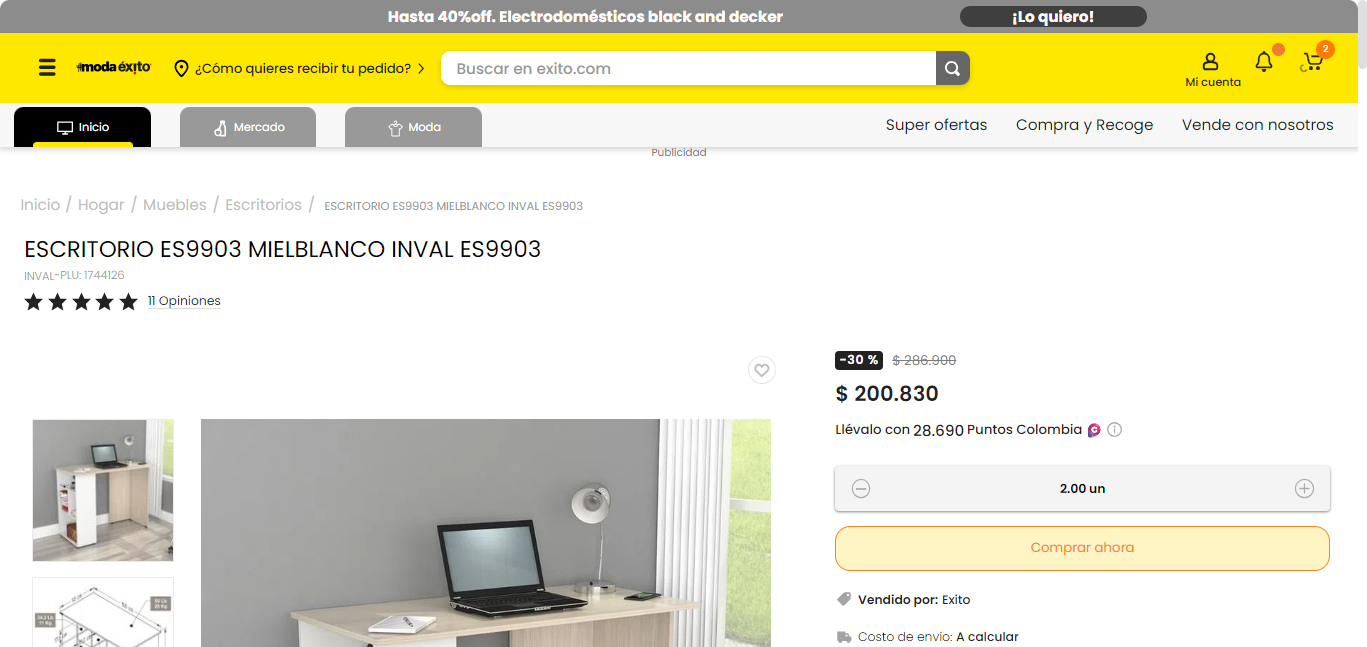 Hasta 40%off. Electrodomésticos black and decker
¡Lo quiero!
moda éxito
¿Cómo quieres recibir tu pedido?
Buscar en exito.com
Mi cuenta
2
Inicio
Mercado
Moda
Super ofertas
Compra y Recoge
Vende con nosotros
Publicidad
Inicio / Hogar / Muebles / Escritorios / ESCRITORIO ES9903 MIELBLANCO INVAL ES9903
ESCRITORIO ES9903 MIELBLANCO INVAL ES9903
INVAL-PLU: 1744126
11 Opiniones
-30 % $ 286.900
$ 200.830
Llévalo con 28.690 Puntos Colombia
2.00 un
Comprar ahora
Vendido por: Exito
Costo de envío: A calcular